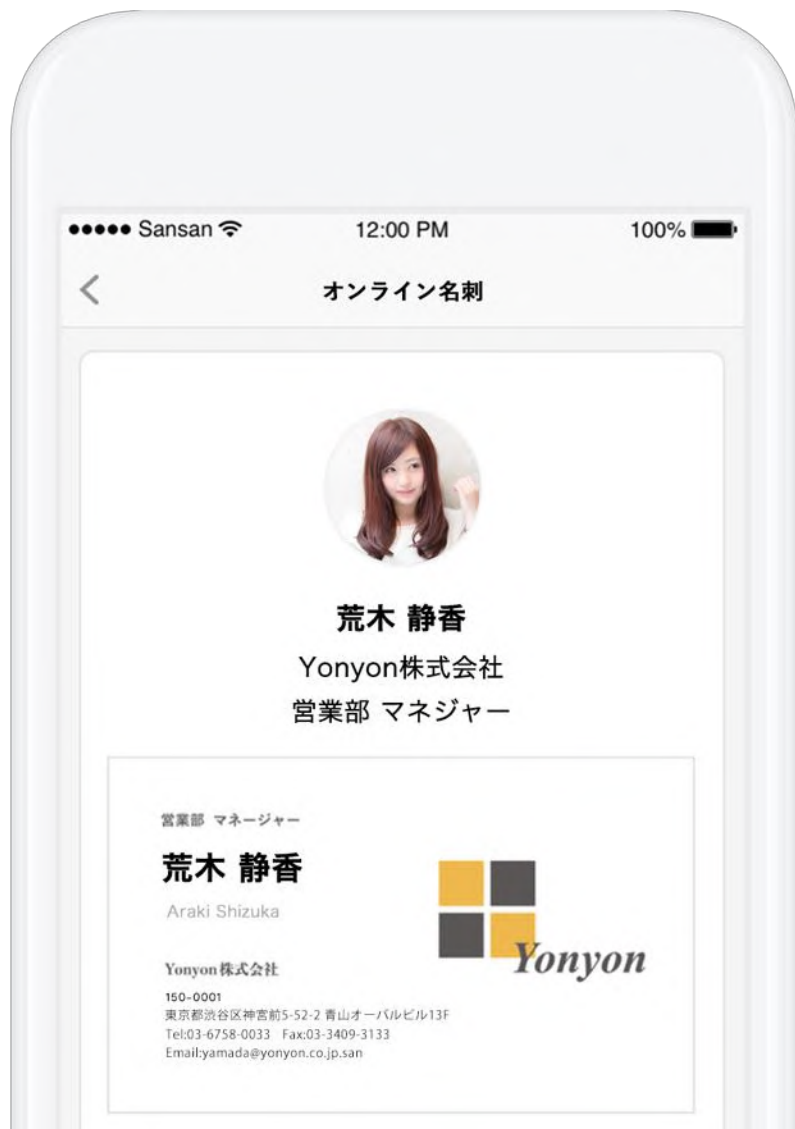 Sansan 12:00 PM 100%
オンライン名刺
荒木 静香
Yonyon株式会社
営業部 マネジャー
営業部 マネージャー
荒木 静香
Araki Shizuka
Yonyon
Yonyon株式会社
150-0001
東京都渋谷区神宮前5-52-2 青山オーバルビル13F
Tel:03-6758-0033 Fax:03-3409-3133
Email:yamada@yonyon.co.jp.san